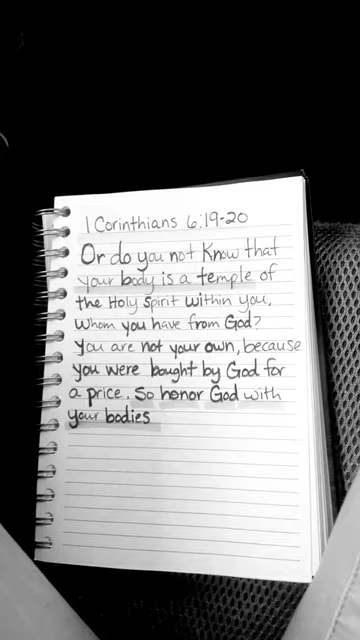 1 Corinthians 6:19-20
Or do you not know that
your body is a temple of
the Holy Spirit within you,
whom you have from God?
You are not your own, because
you were bought by God for
a price. So honor God with
your bodies